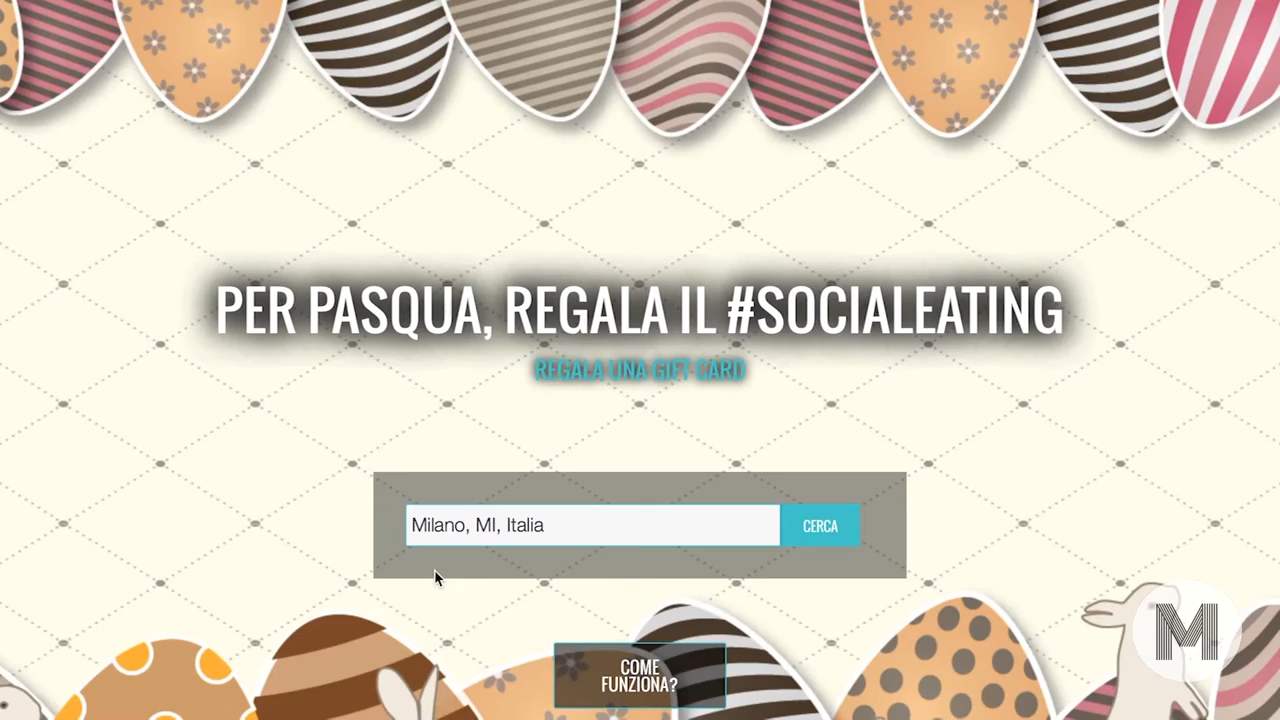 PER PASQUA, REGALA IL #SOCIALEATING
REGALA UNA GIFT CARD
Milano, MI, Italia
CERCA
COME
FUNZIONA?
M